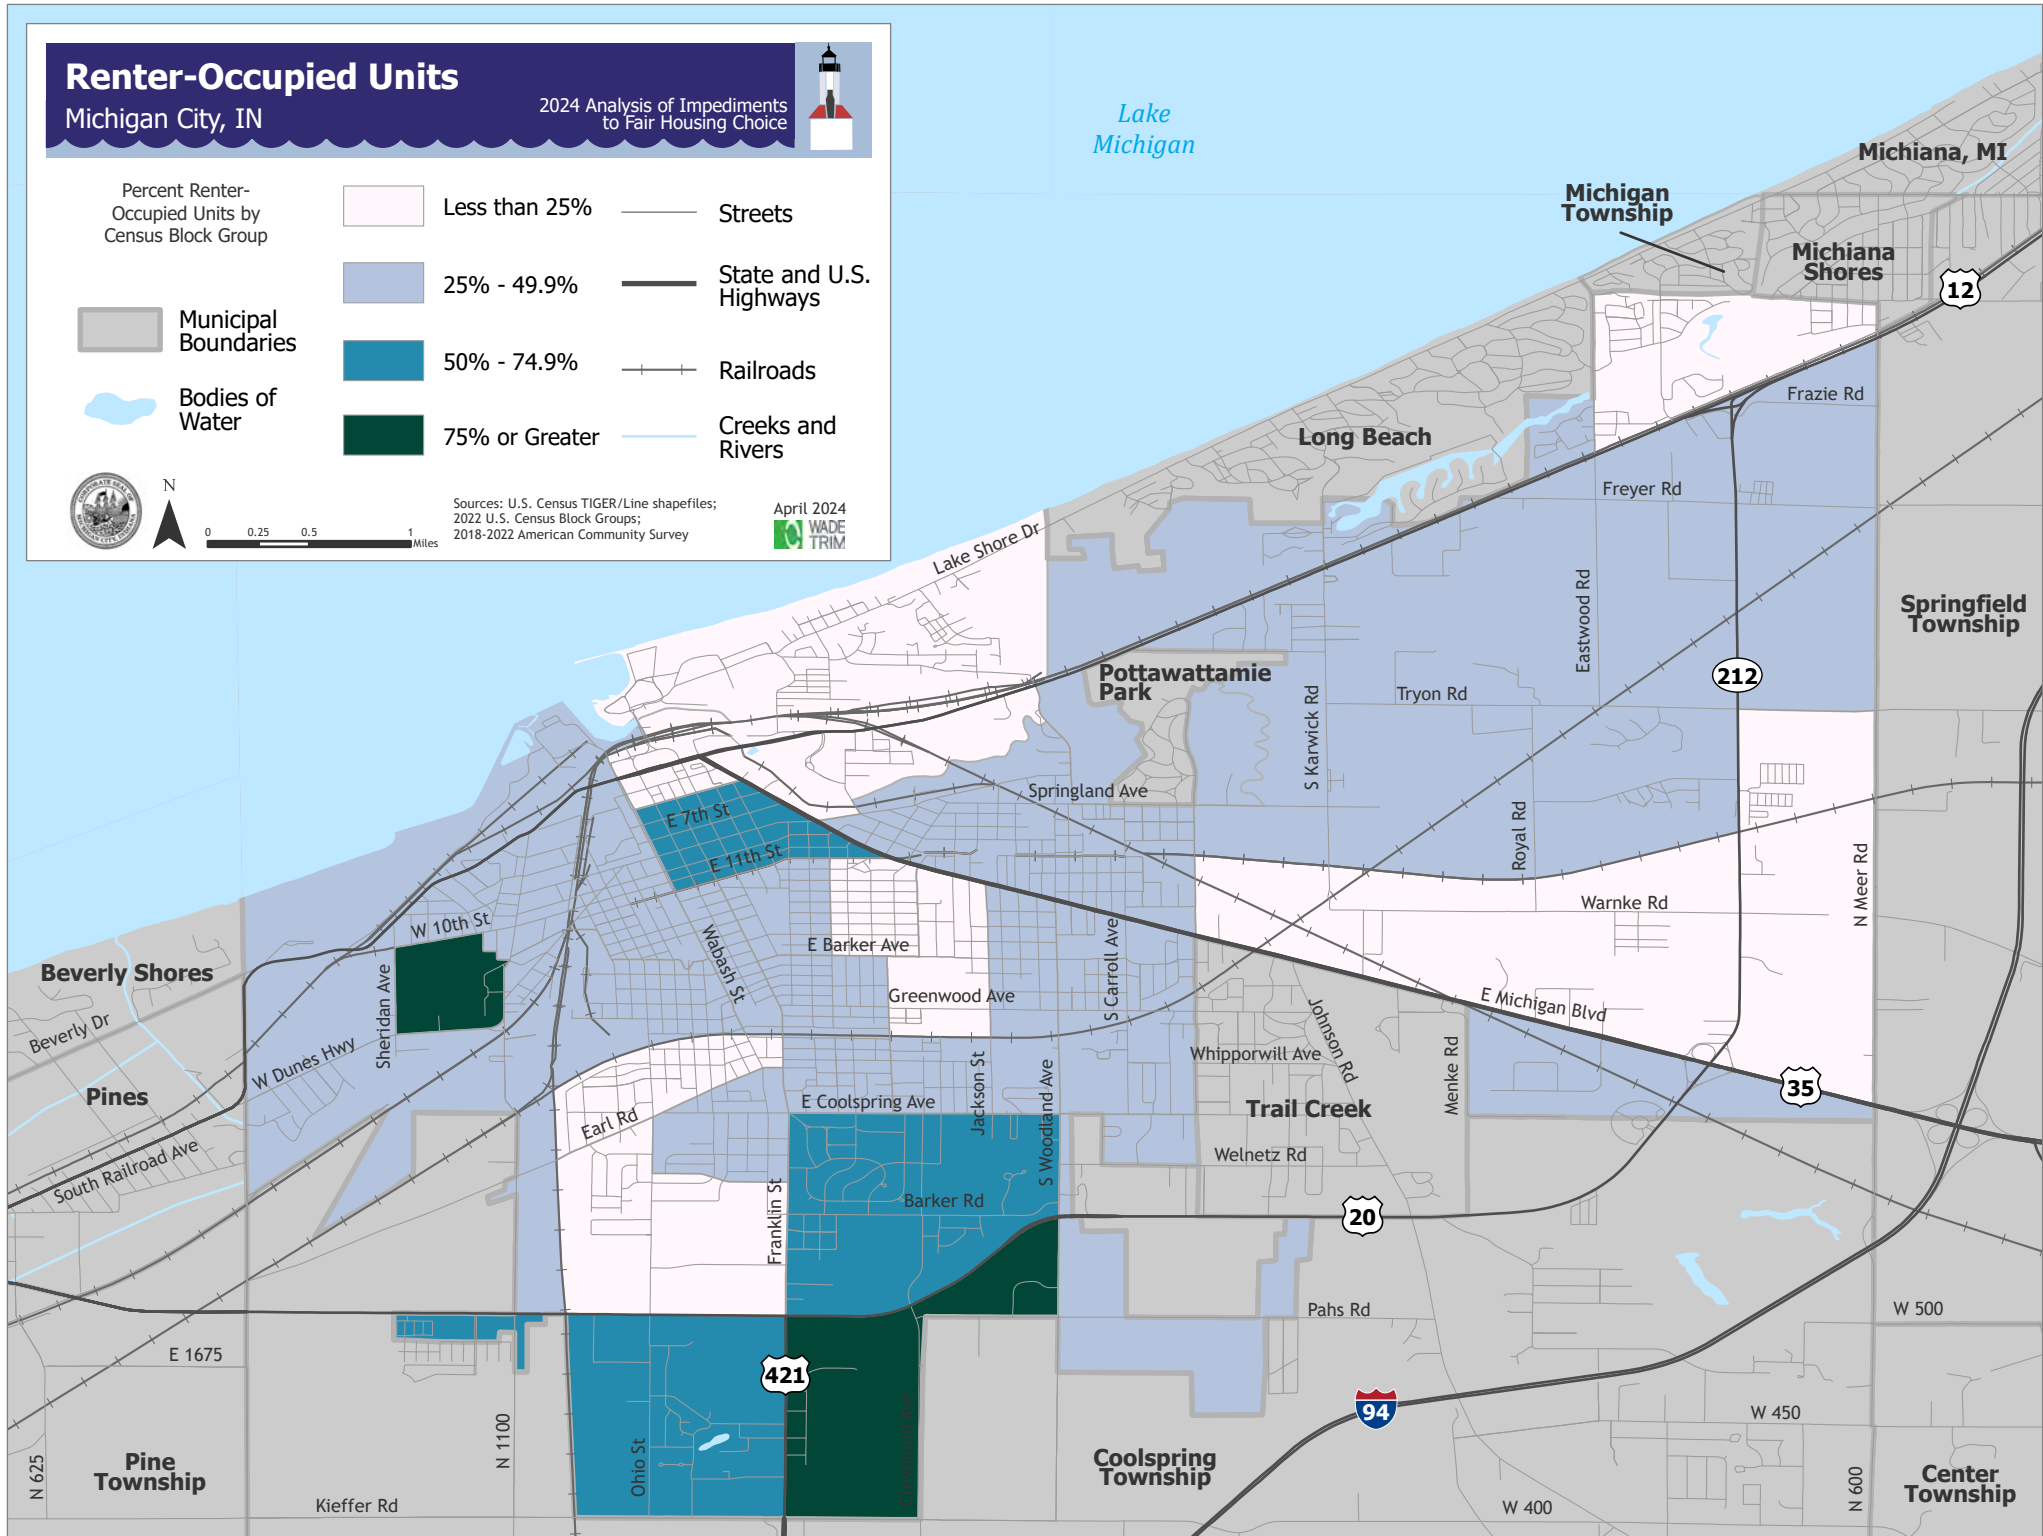 Renter-Occupied Units
Michigan City, IN
2024 Analysis of Impediments
to Fair Housing Choice
Percent Renter-
Occupied Units by
Census Block Group
Less than 25%
25% - 49.9%
50% - 74.9%
75% or Greater
Municipal
Boundaries
Bodies of
Water
Streets
State and U.S.
Highways
Railroads
Creeks and
Rivers
CORPORATE SEAL OF
MICHIGAN CITY, INDIANA
N
0 0.25 0.5 1
Miles
Sources: U.S. Census TIGER/Line shapefiles;
2022 U.S. Census Block Groups;
2018-2022 American Community Survey
April 2024
WADE
TRIM
Lake
Michigan
Michiana, MI
Michigan
Township
Michiana
Shores
12
Frazie Rd
Long Beach
Freyer Rd
Lake Shore Dr
Eastwood Rd
Springfield
Township
Pottawattamie
Park
212
S Karwick Rd
Tryon Rd
Springland Ave
E 7th St
E 11th St
Royal Rd
N Meer Rd
Warnke Rd
W 10th St
Wabash St
E Barker Ave
S Carroll Ave
Beverly Shores
Sheridan Ave
Greenwood Ave
E Michigan Blvd
Beverly Dr
Johnson Rd
W Dunes Hwy
Whipporwill Ave
Menke Rd
Pines
Jackson St
S Woodland Ave
35
E Coolspring Ave
Trail Creek
Earl Rd
South Railroad Ave
Welnetz Rd
Franklin St
Barker Rd
20
Pahs Rd
W 500
E 1675
421
Cleveland Ave
94
W 450
N 1100
Ohio St
Pine
Township
N 625
Coolspring
Township
N 600
Center
Township
Kieffer Rd
W 400